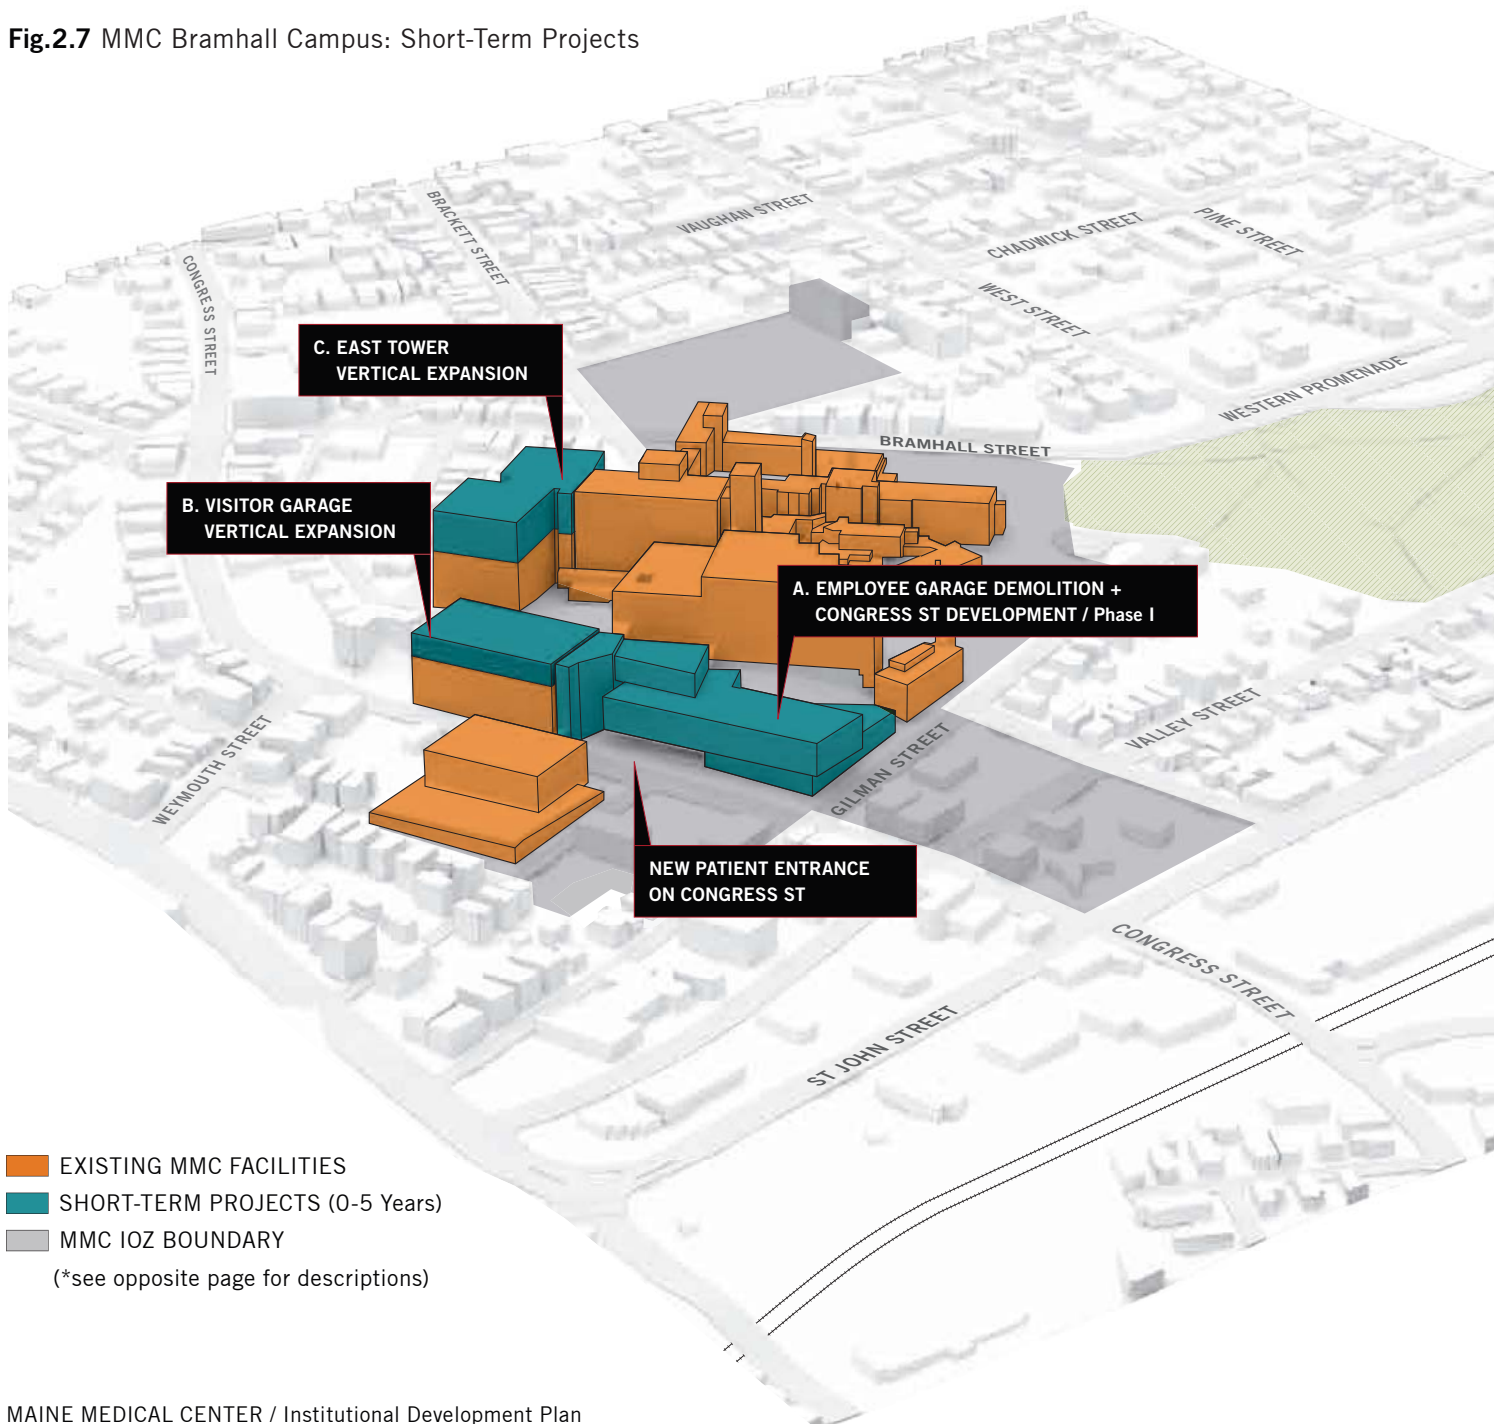 Fig.2.7 MMC Bramhall Campus: Short-Term Projects
BRACKETT STREET
VAUGHAN STREET
CHADWICK STREET
PINE STREET
CONGRESS STREET
WEST STREET
C. EAST TOWER
VERTICAL EXPANSION
WESTERN PROMENADE
BRAMHALL STREET
B. VISITOR GARAGE
VERTICAL EXPANSION
A. EMPLOYEE GARAGE DEMOLITION +
CONGRESS ST DEVELOPMENT / Phase I
WEYMOUTH STREET
VALLEY STREET
GILMAN STREET
NEW PATIENT ENTRANCE
ON CONGRESS ST
CONGRESS STREET
ST JOHN STREET
EXISTING MMC FACILITIES
SHORT-TERM PROJECTS (0-5 Years)
MMC IOZ BOUNDARY
(*see opposite page for descriptions)
MAINE MEDICAL CENTER / Institutional Development Plan